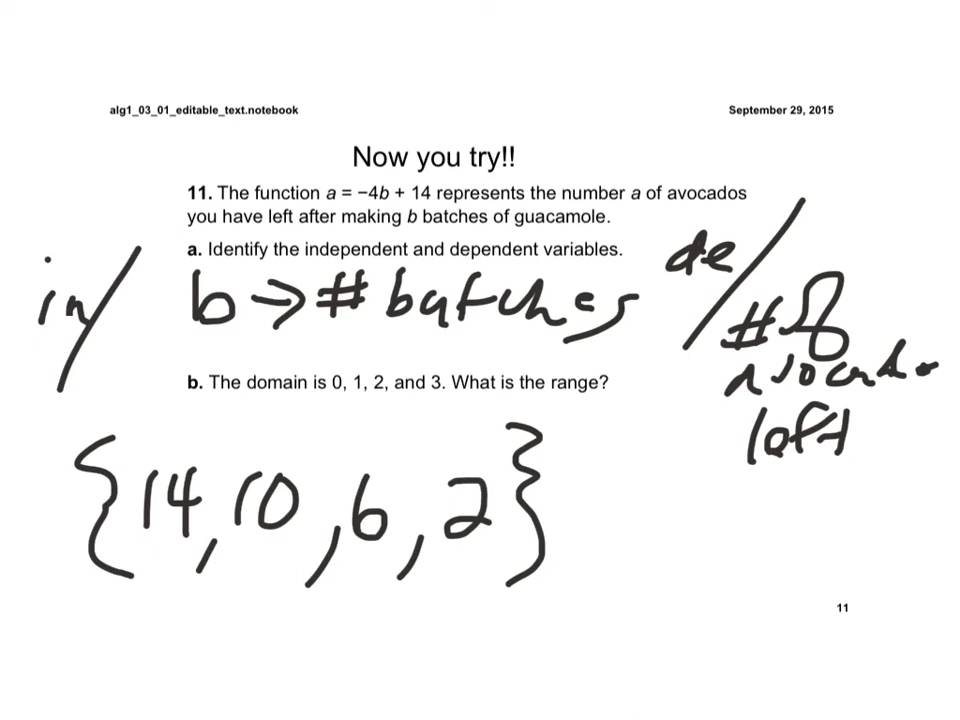 alg1_03_01_editable_text.notebook
September 29, 2015
Now you try!!
11. The function a = −4b + 14 represents the number a of avocados
you have left after making b batches of guacamole.
a. Identify the independent and dependent variables.
in/
b → # batches
de/
# of
avocados
left
b. The domain is 0, 1, 2, and 3. What is the range?
{14, 10, 6, 2}
11